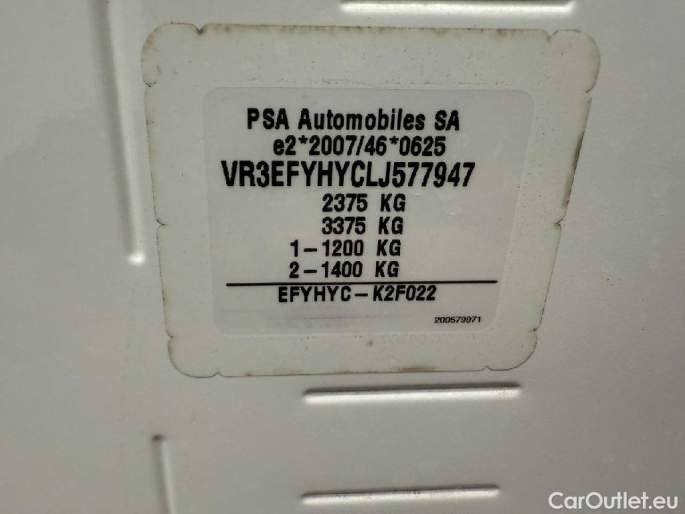 PSA Automobiles SA
e2*2007/46*0625
VR3EFYHYCLJ577947
2375 KG
3375 KG
1-1200 KG
2-1400 KG
EFYHYC-K2F022
200579971
CarOutlet.eu